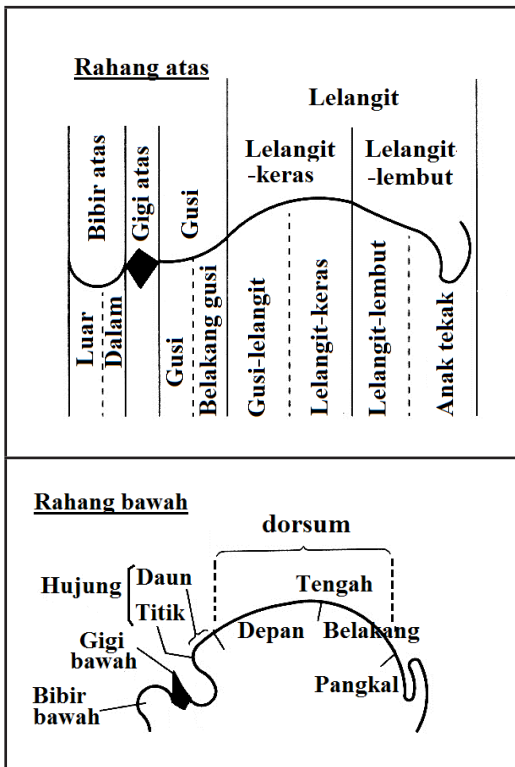 Rahang atas
Lelangit
Lelangit
-keras
Lelangit-
-lembut
Bibir atas
Gigi atas
Gusi
Luar
Dalam
Gusi
Belakang gusi
Gusi-lelangit
Lelangit-keras
Lelangit-lembut
Anak tekak
Rahang bawah
dorsum
Hujung
Daun
Titik
Tengah
Depan
Belakang
Gigi
bawah
Pangkal
Bibir
bawah